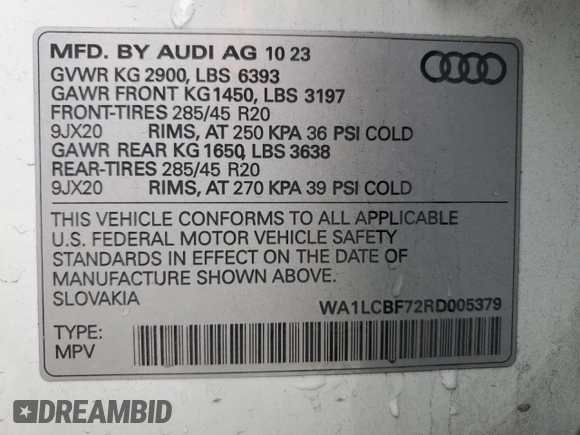 MFD. BY AUDI AG 10 23
GVWR KG 2900, LBS 6393
GAWR FRONT KG 1450, LBS 3197
FRONT-TIRES 285/45 R20
9JX20 RIMS, AT 250 KPA 36 PSI COLD
GAWR REAR KG 1650, LBS 3638
REAR-TIRES 285/45 R20
9JX20 RIMS, AT 270 KPA 39 PSI COLD
THIS VEHICLE CONFORMS TO ALL APPLICABLE
U.S. FEDERAL MOTOR VEHICLE SAFETY
STANDARDS IN EFFECT ON THE DATE OF
MANUFACTURE SHOWN ABOVE.
SLOVAKIA WA1LCBF72RD005379
TYPE:
MPV
DREAMBID